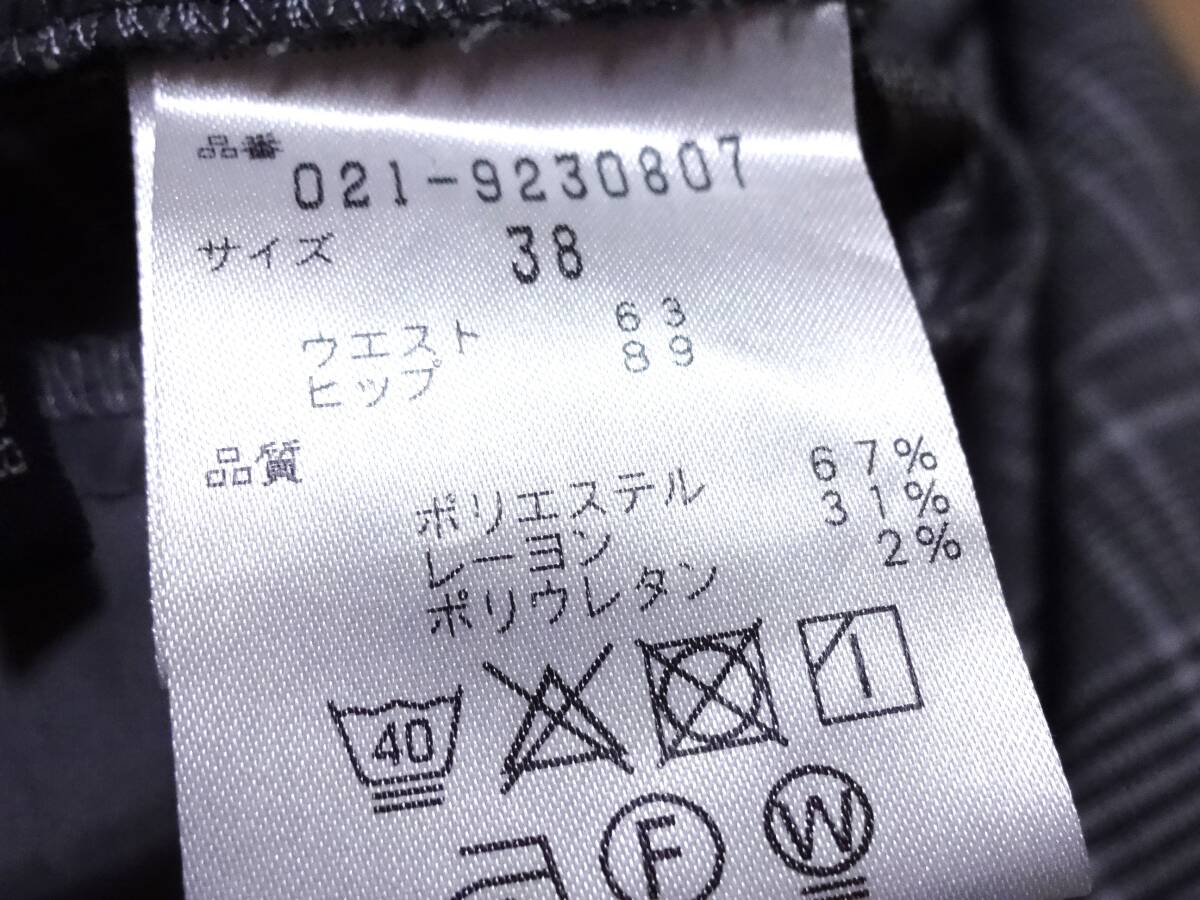 品番 021-9230807
サイズ 38
ウエスト 63
ヒップ 89
品質
ポリエステル 67%
レーヨン 31%
ポリウレタン 2%
40
F W